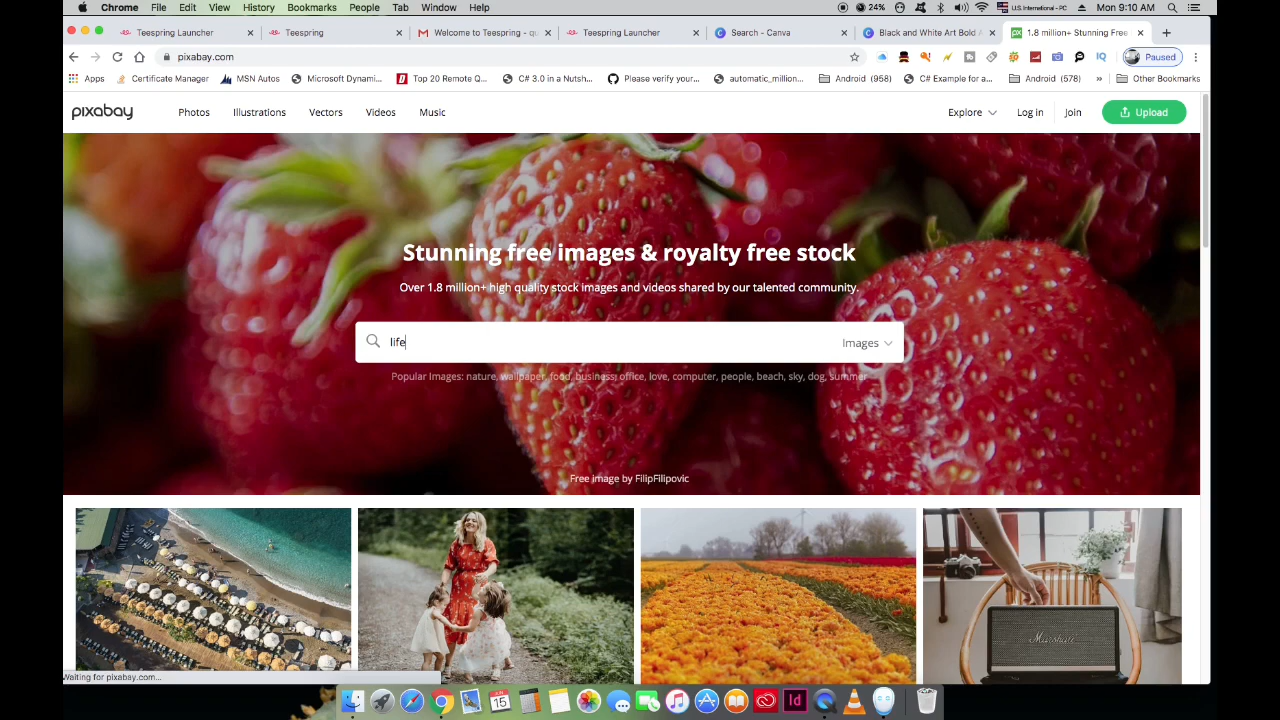 Chrome File Edit View History Bookmarks People Tab Window Help 24% U.S. International - PC Mon 9:10 AM
Teespring Launcher Teespring Welcome to Teespring - qu Teespring Launcher Search - Canva Black and White Art Bold A 1.8 million+ Stunning Free
pixabay.com Paused
Apps Certificate Manager MSN Autos Microsoft Dynami... Top 20 Remote Q... C# 3.0 in a Nutsh... Please verify your... automatic_million... Android (958) C# Example for a... Android (578) » Other Bookmarks
pixabay Photos Illustrations Vectors Videos Music Explore Log in Join Upload
Stunning free images & royalty free stock
Over 1.8 million+ high quality stock images and videos shared by our talented community.
life Images
Popular Images: nature, wallpaper, food, business, office, love, computer, people, beach, sky, dog, summer
Free image by FilipFilipovic
Marshall
Waiting for pixabay.com...
15
Id